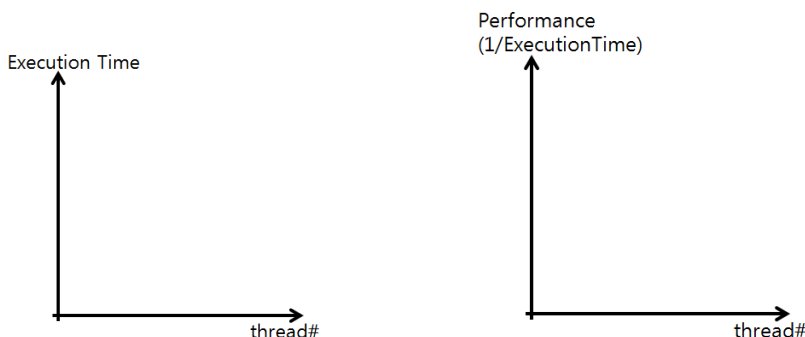 Execution Time
thread#
Performance
(1/ExecutionTime)
thread#